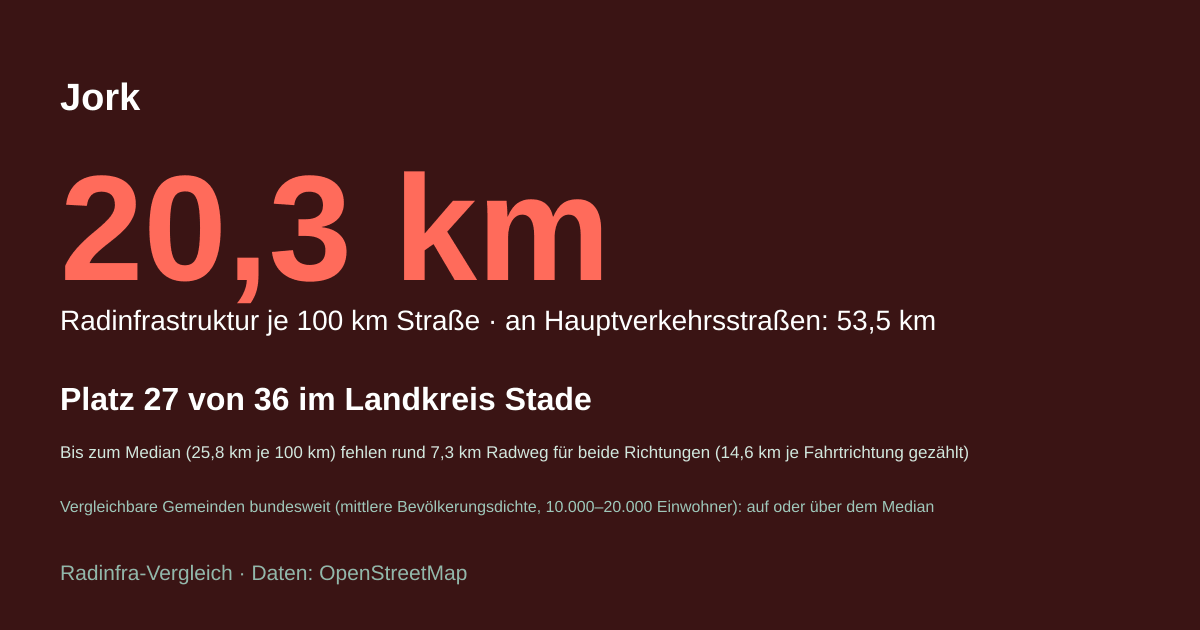 Jork
20,3 km
Radinfrastruktur je 100 km Straße · an Hauptverkehrsstraßen: 53,5 km
Platz 27 von 36 im Landkreis Stade
Bis zum Median (25,8 km je 100 km) fehlen rund 7,3 km Radweg für beide Richtungen (14,6 km je Fahrtrichtung gezählt)
Vergleichbare Gemeinden bundesweit (mittlere Bevölkerungsdichte, 10.000–20.000 Einwohner): auf oder über dem Median
Radinfra-Vergleich · Daten: OpenStreetMap